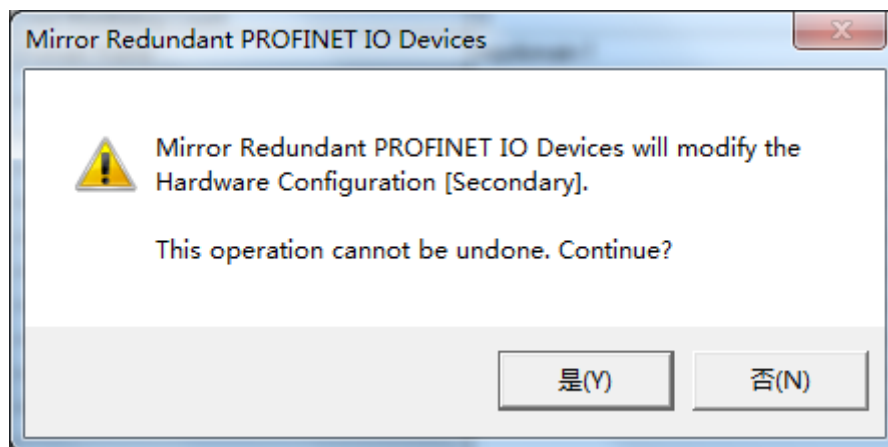 Mirror Redundant PROFINET IO Devices
Mirror Redundant PROFINET IO Devices will modify the
Hardware Configuration [Secondary].
This operation cannot be undone. Continue?
是(Y)
否(N)